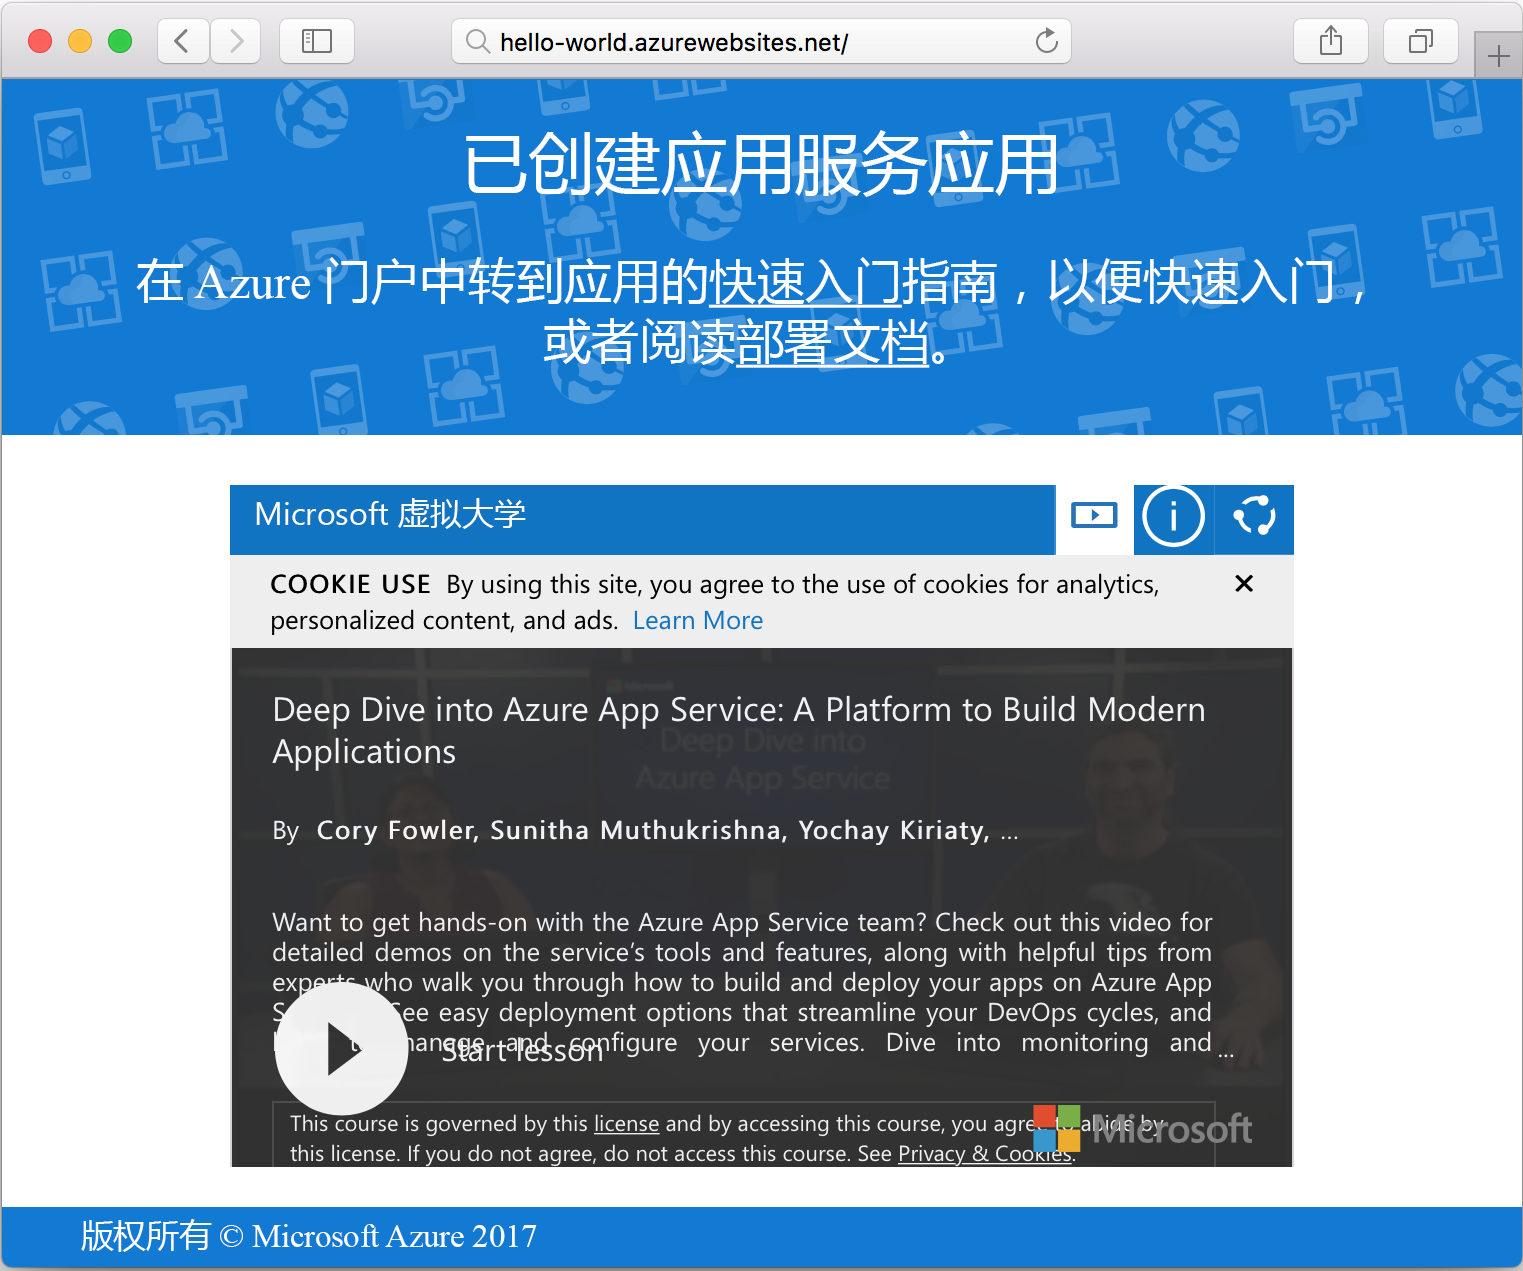 hello-world.azurewebsites.net/
已创建应用服务应用
在 Azure 门户中转到应用的快速入门指南，以便快速入门，
或者阅读部署文档。
Microsoft 虚拟大学
COOKIE USE By using this site, you agree to the use of cookies for analytics,
personalized content, and ads. Learn More
Microsoft
Deep Dive into Azure App Service: A Platform to Build Modern
Applications
Deep Dive into
Azure App Service
By Cory Fowler, Sunitha Muthukrishna, Yochay Kiriaty, ...
Want to get hands-on with the Azure App Service team? Check out this video for
detailed demos on the service's tools and features, along with helpful tips from
experts who walk you through how to build and deploy your apps on Azure App
See easy deployment options that streamline your DevOps cycles, and
manage and configure your services. Dive into monitoring and...
Start lesson
This course is governed by this license and by accessing this course, you agree to abide by
this license. If you do not agree, do not access this course. See Privacy & Cookies.
Microsoft
版权所有 © Microsoft Azure 2017